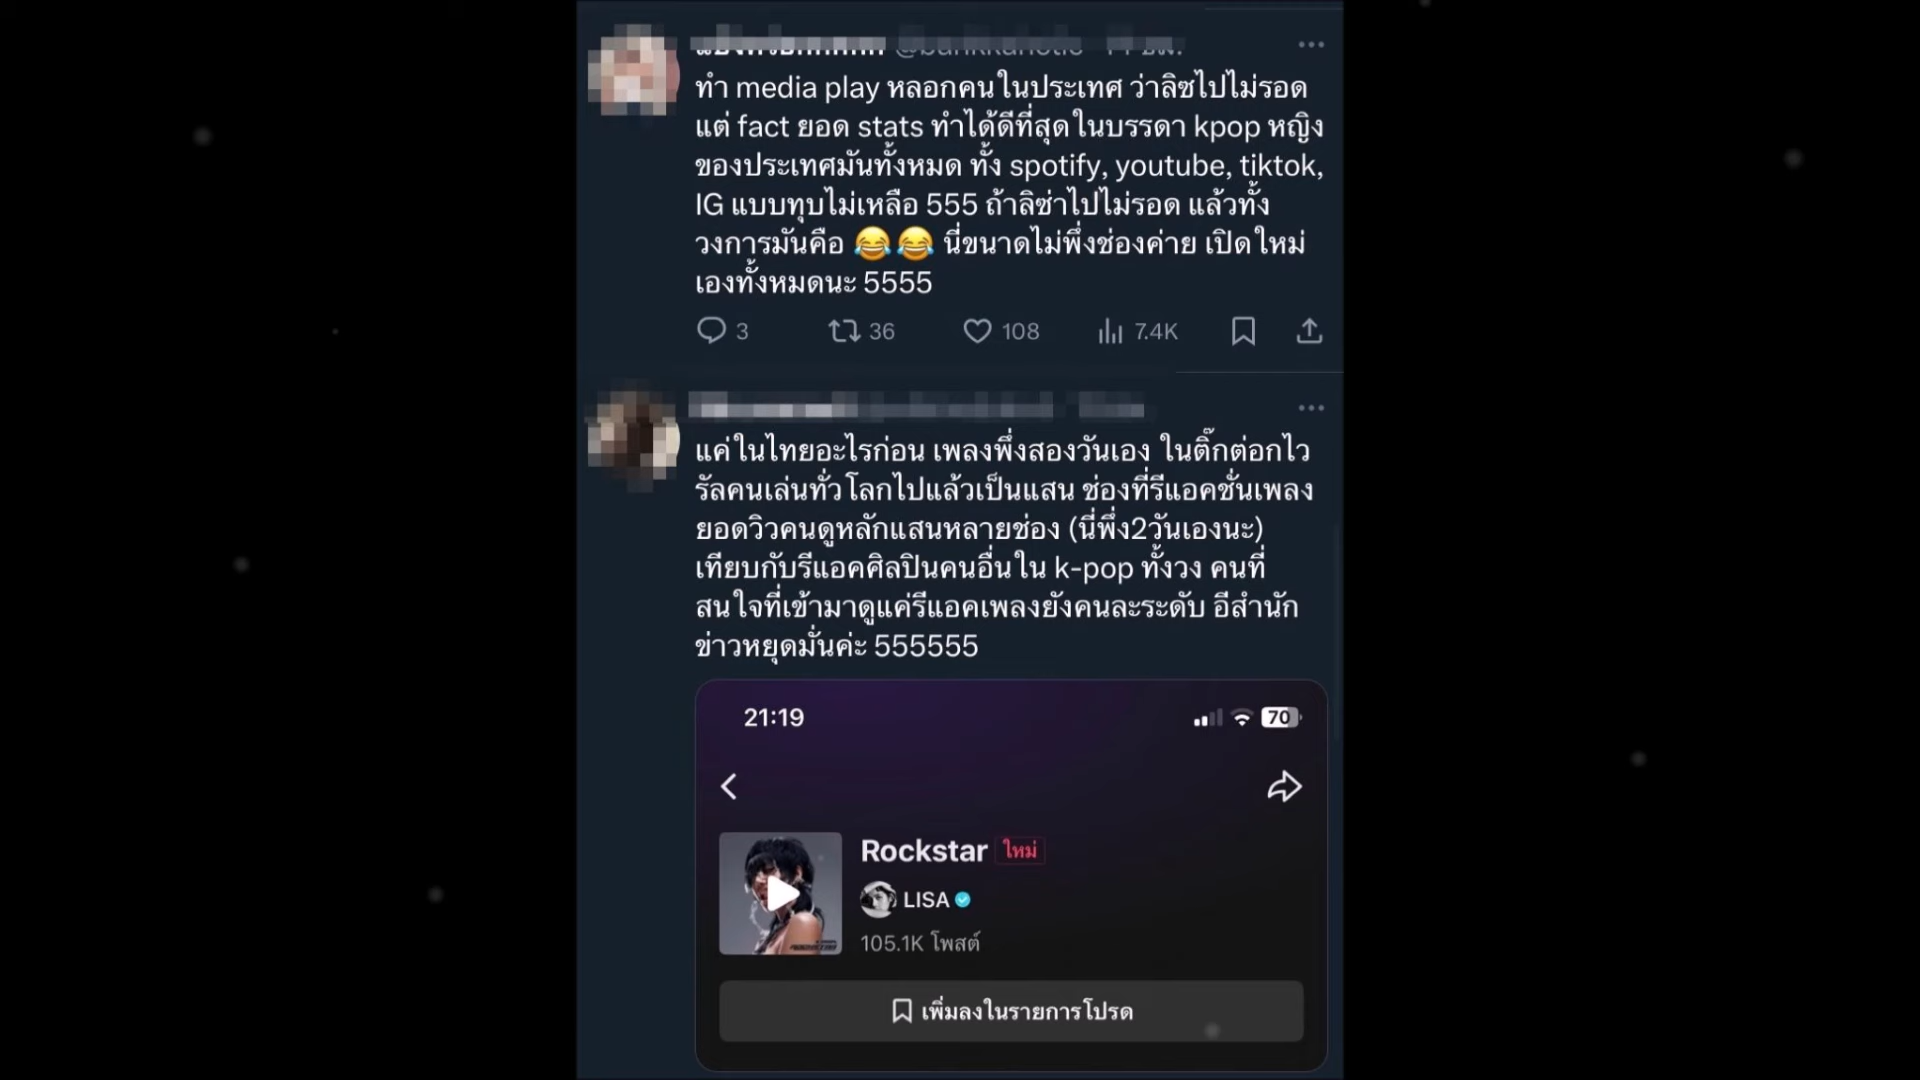 ทำ media play หลอกคนในประเทศ ว่าลิซไปไม่รอด
แต่ fact ยอด stats ทำได้ดีที่สุดในบรรดา kpop หญิง
ของประเทศมันทั้งหมด ทั้ง spotify, youtube, tiktok,
IG แบบทุบไม่เหลือ 555 ถ้าลิซ่าไปไม่รอด แล้วทั้ง
วงการมันคือ 😂😂 นี่ขนาดไม่พึ่งช่องค่าย เปิดใหม่
เองทั้งหมดนะ 5555
3 36 108 7.4K
แค่ในไทยอะไรก่อน เพลงพึ่งสองวันเอง ในติ๊กต่อกไว
รัลคนเล่นทั่วโลกไปแล้วเป็นแสน ช่องที่รีแอคชั่นเพลง
ยอดวิวคนดูหลักแสนหลายช่อง (นี่พึ่ง2วันเองนะ)
เทียบกับรีแอคศิลปินคนอื่นใน k-pop ทั้งวง คนที่
สนใจที่เข้ามาดูแค่รีแอคเพลงยังคนละระดับ อีสำนัก
ข่าวหยุดมั่นค่ะ 555555
21:19 70
Rockstar ใหม่
LISA
105.1K โพสต์
เพิ่มลงในรายการโปรด